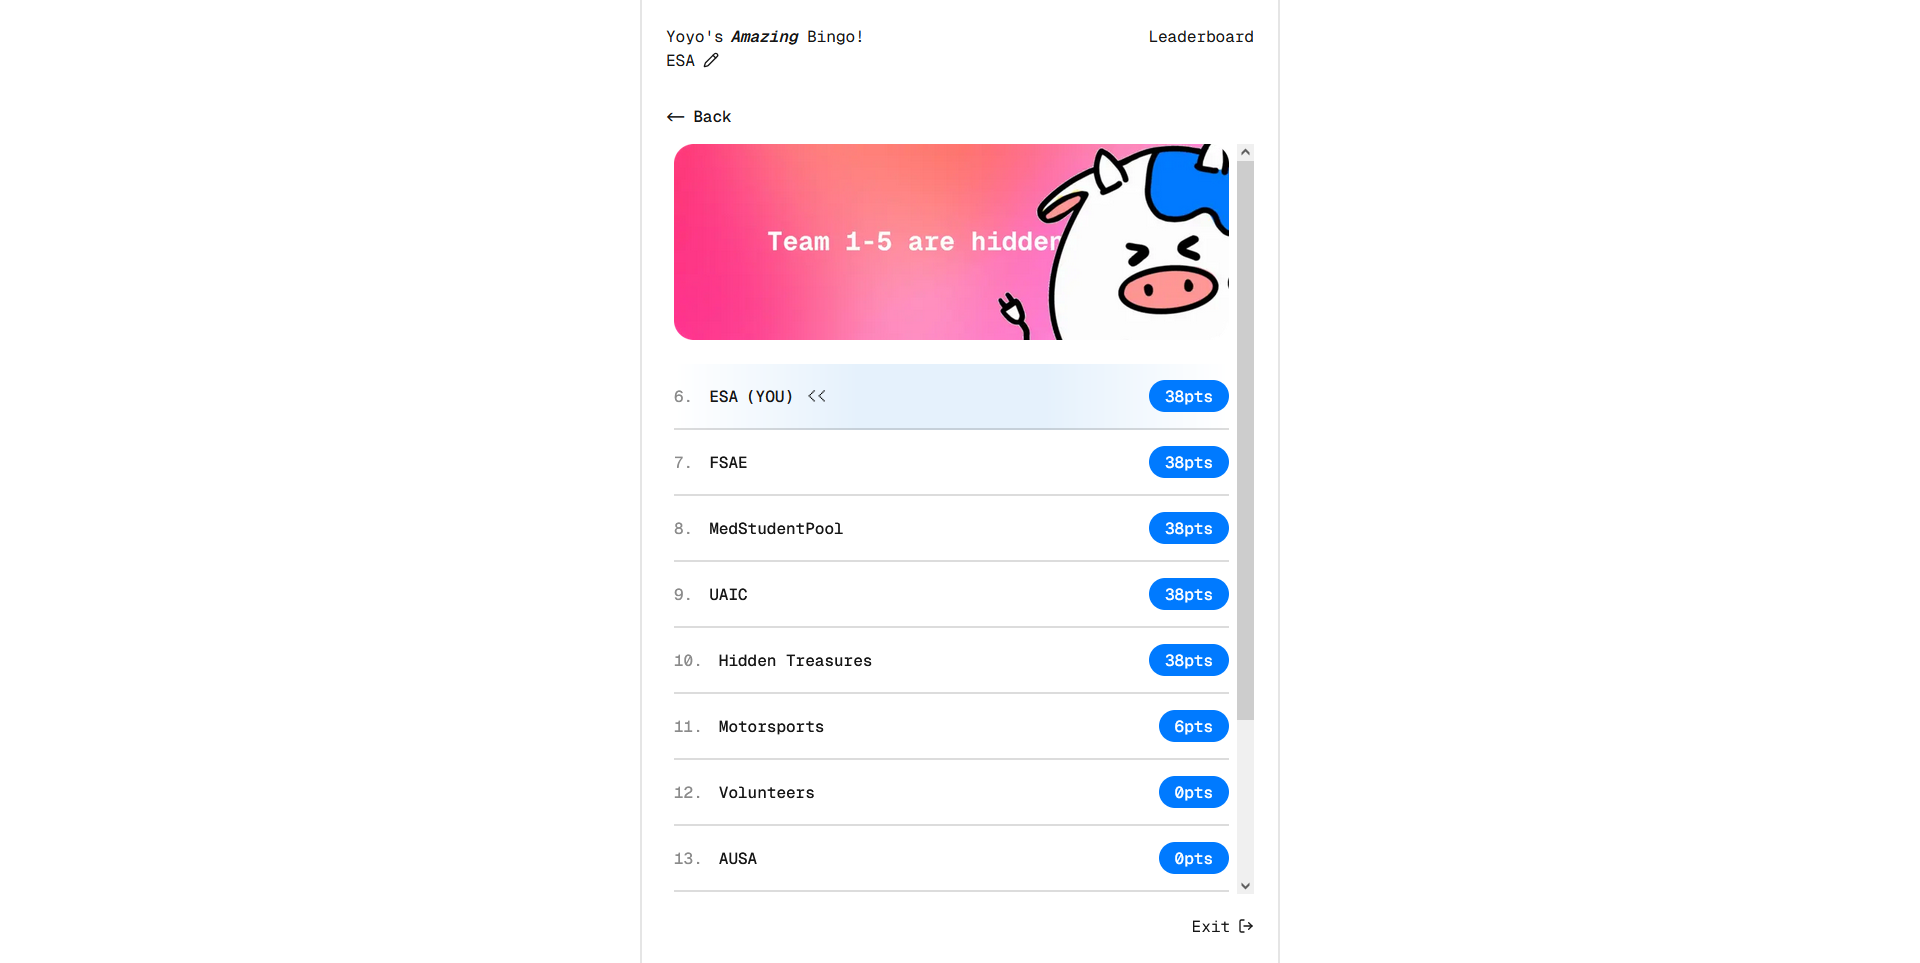 Yoyo's Amazing Bingo!
Leaderboard
ESA
Back
Team 1-5 are hidden
6. ESA (YOU) 38pts
7. FSAE 38pts
8. MedStudentPool 38pts
9. UAIC 38pts
10. Hidden Treasures 38pts
11. Motorsports 6pts
12. Volunteers 0pts
13. AUSA 0pts
Exit